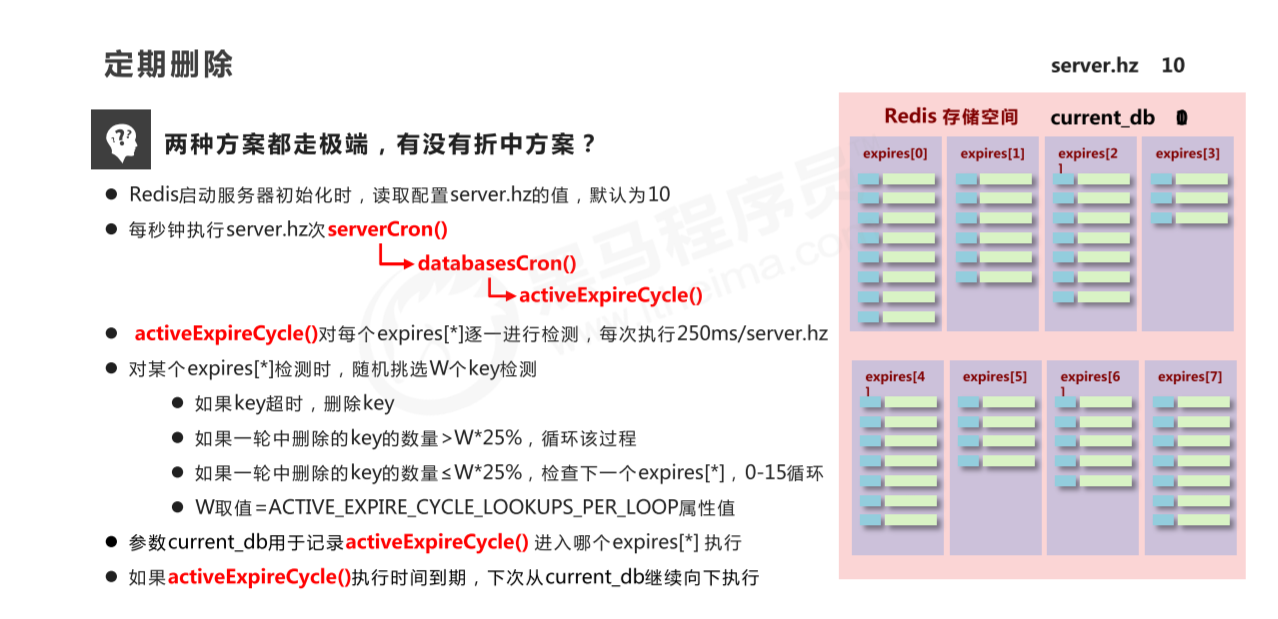 定期删除
server.hz 10
两种方案都走极端，有没有折中方案？
Redis启动服务器初始化时，读取配置server.hz的值，默认为10
每秒钟执行server.hz次serverCron()
databasesCron()
activeExpireCycle()
activeExpireCycle()对每个expires[*]逐一进行检测，每次执行250ms/server.hz
对某个expires[*]检测时，随机挑选W个key检测
如果key超时，删除key
如果一轮中删除的key的数量>W*25%，循环该过程
如果一轮中删除的key的数量≤W*25%，检查下一个expires[*]，0-15循环
W取值=ACTIVE_EXPIRE_CYCLE_LOOKUPS_PER_LOOP属性值
参数current_db用于记录activeExpireCycle() 进入哪个expires[*] 执行
如果activeExpireCycle()执行时间到期，下次从current_db继续向下执行
Redis 存储空间 current_db
expires[0] expires[1] expires[2 expires[3]
]
expires[4 expires[5] expires[6 expires[7]
] ]
黑马程序员
www.itheima.com